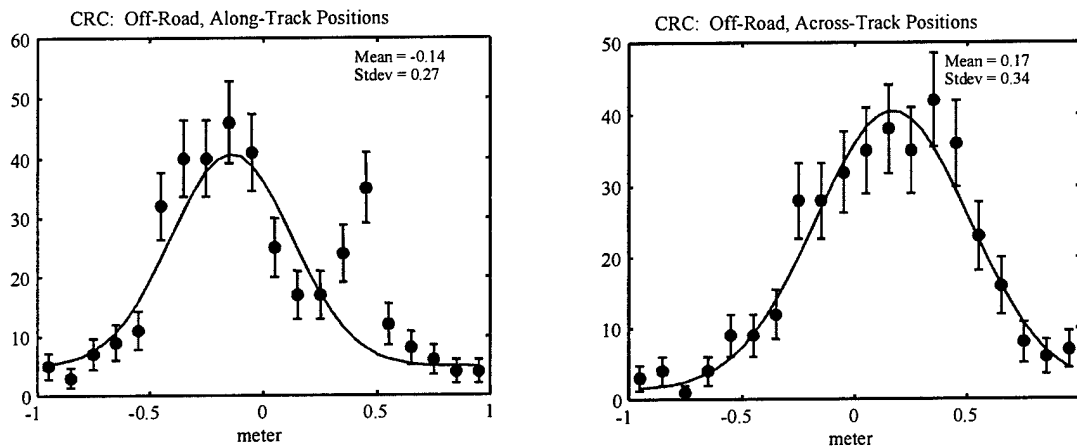 CRC: Off-Road, Along-Track Positions
60
50
40
30
20
10
0
-1
-0.5
0
0.5
1
meter
Mean = -0.14
Stdev = 0.27
CRC: Off-Road, Across-Track Positions
50
40
30
20
10
0
-1
-0.5
0
0.5
meter
Mean = 0.17
Stdev = 0.34